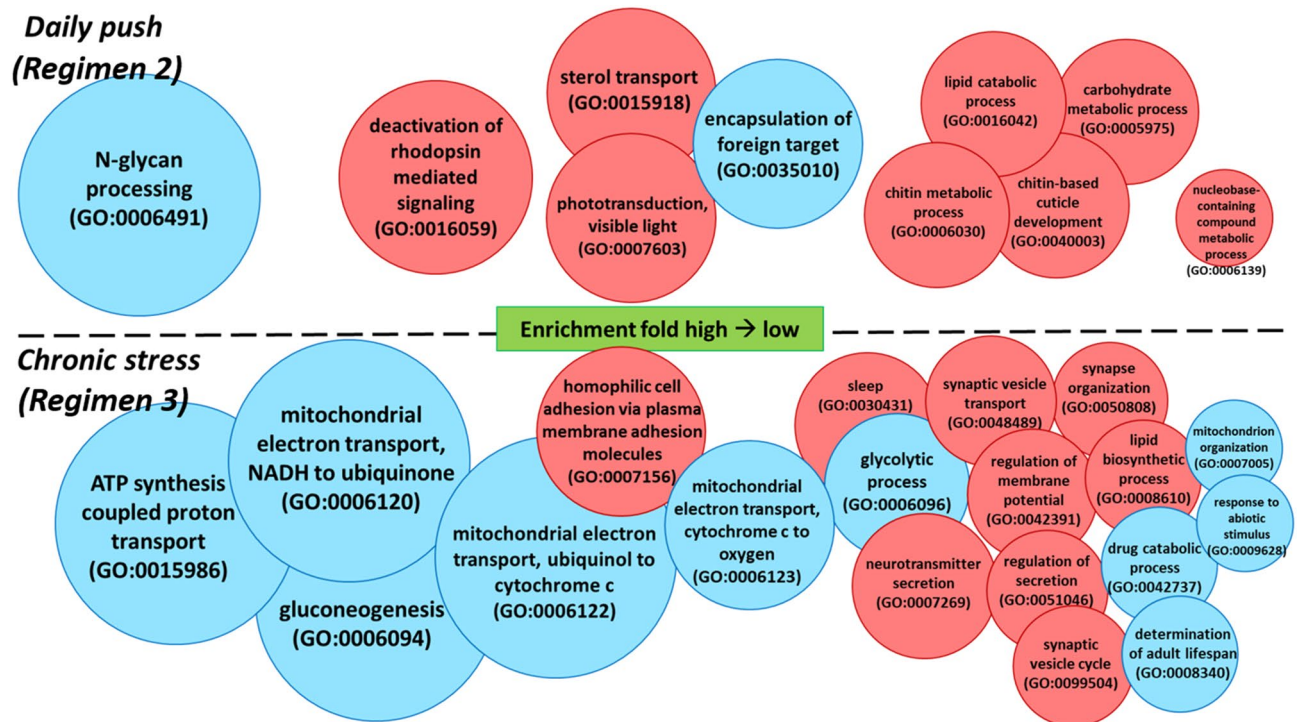 Daily push
(Regimen 2)
N-glycan
processing
(GO:0006491)
deactivation of
rhodopsin
mediated
signaling
(GO:0016059)
sterol transport
(GO:0015918)
phototransduction,
visible light
(GO:0007603)
encapsulation of
foreign target
(GO:0035010)
lipid catabolic
process
(GO:0016042)
carbohydrate
metabolic process
(GO:0005975)
chitin metabolic
process
(GO:0006030)
chitin-based
cuticle
development
(GO:0040003)
nucleobase-
containing
compound
metabolic
process
(GO:0006139)
Enrichment fold high → low
Chronic stress
(Regimen 3)
ATP synthesis
coupled proton
transport
(GO:0015986)
mitochondrial
electron transport,
NADH to ubiquinone
(GO:0006120)
gluconeogenesis
(GO:0006094)
mitochondrial electron
transport, ubiquinol to
cytochrome c
(GO:0006122)
homophilic cell
adhesion via plasma
membrane adhesion
molecules
(GO:0007156)
mitochondrial
electron transport,
cytochrome c to
oxygen
(GO:0006123)
sleep
(GO:0030431)
glycolytic
process
(GO:0006096)
neurotransmitter
secretion
(GO:0007269)
synaptic vesicle
transport
(GO:0048489)
regulation of
membrane
potential
(GO:0042391)
regulation of
secretion
(GO:0051046)
synaptic
vesicle cycle
(GO:0099504)
synapse
organization
(GO:0050808)
lipid
biosynthetic
process
(GO:0008610)
drug catabolic
process
(GO:0042737)
determination
of adult lifespan
(GO:0008340)
mitochondrion
organization
(GO:0007005)
response to
abiotic
stimulus
(GO:0009628)